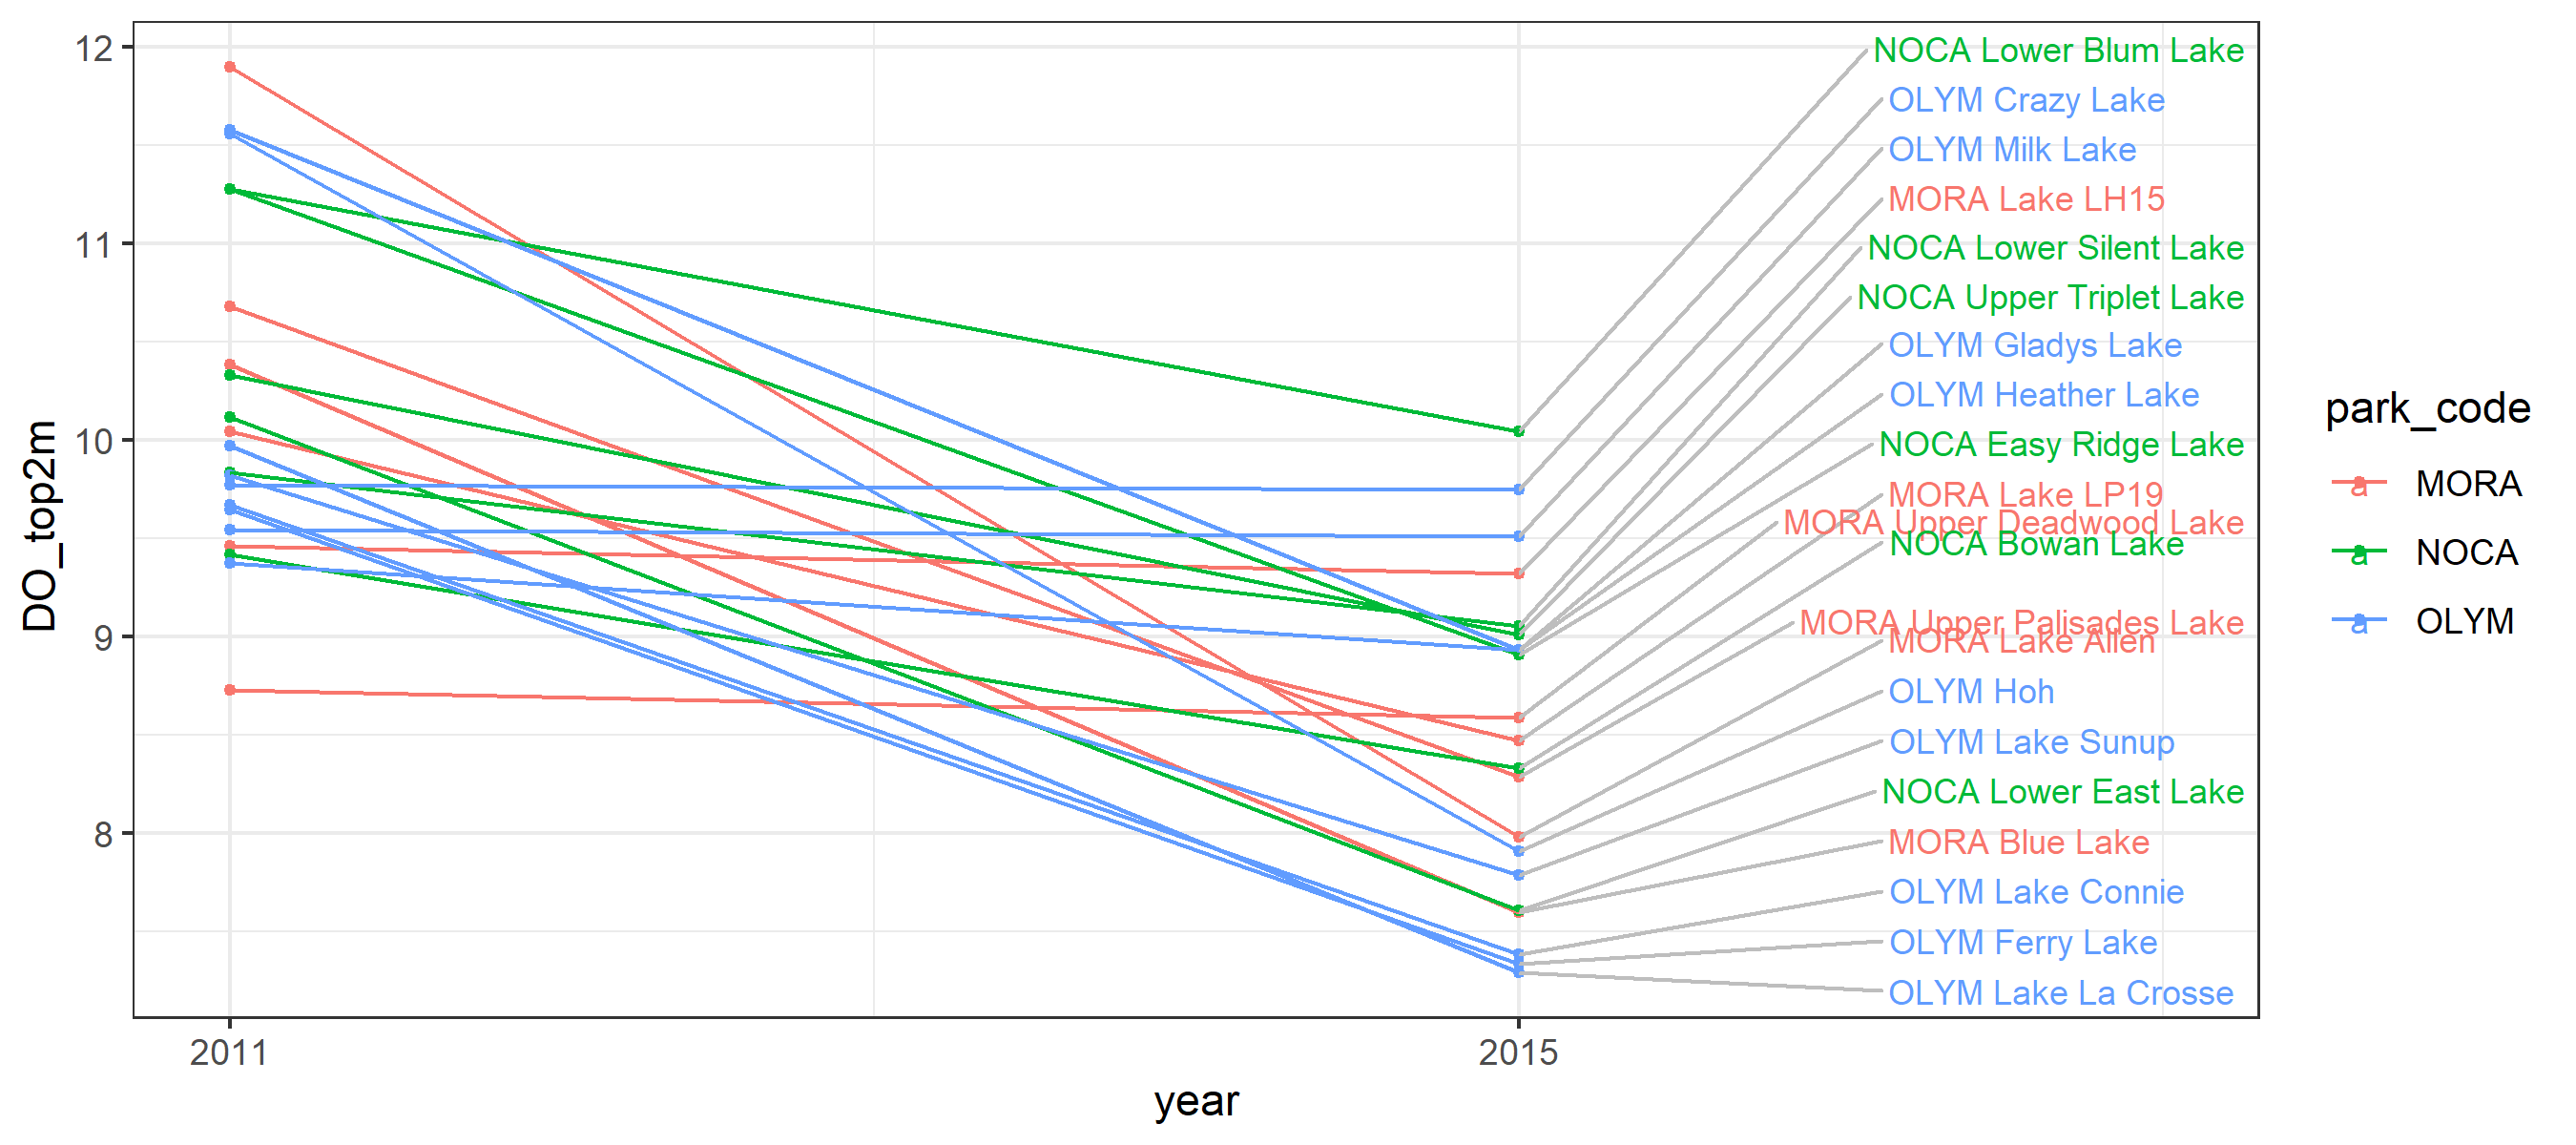 12
11
10
9
8
DO_top2m
2011
2015
year
NOCA Lower Blum Lake
OLYM Crazy Lake
OLYM Milk Lake
MORA Lake LH15
NOCA Lower Silent Lake
NOCA Upper Triplet Lake
OLYM Gladys Lake
OLYM Heather Lake
NOCA Easy Ridge Lake
MORA Lake LP19
MORA Upper Deadwood Lake
NOCA Bowan Lake
MORA Upper Palisades Lake
MORA Lake Allen
OLYM Hoh
OLYM Lake Sunup
NOCA Lower East Lake
MORA Blue Lake
OLYM Lake Connie
OLYM Ferry Lake
OLYM Lake La Crosse
park_code
a MORA
a NOCA
a OLYM